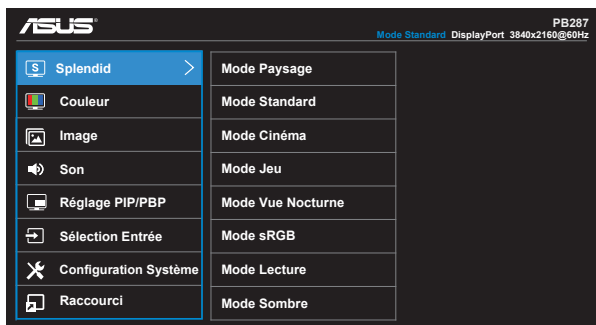 ASUS
PB287
Mode Standard DisplayPort 3840x2160@60Hz
S Splendid
Couleur
Image
Son
Réglage PIP/PBP
Sélection Entrée
Configuration Système
Raccourci
Mode Paysage
Mode Standard
Mode Cinéma
Mode Jeu
Mode Vue Nocturne
Mode sRGB
Mode Lecture
Mode Sombre